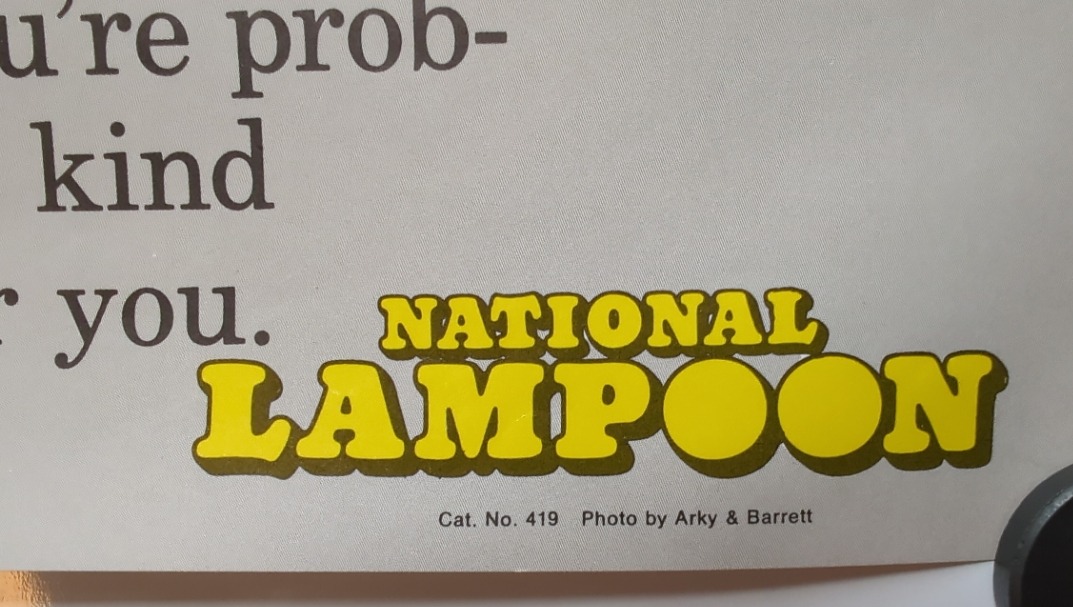 u're prob-
kind
r you.
NATIONAL
LAMPOON
Cat. No. 419 Photo by Arky & Barrett